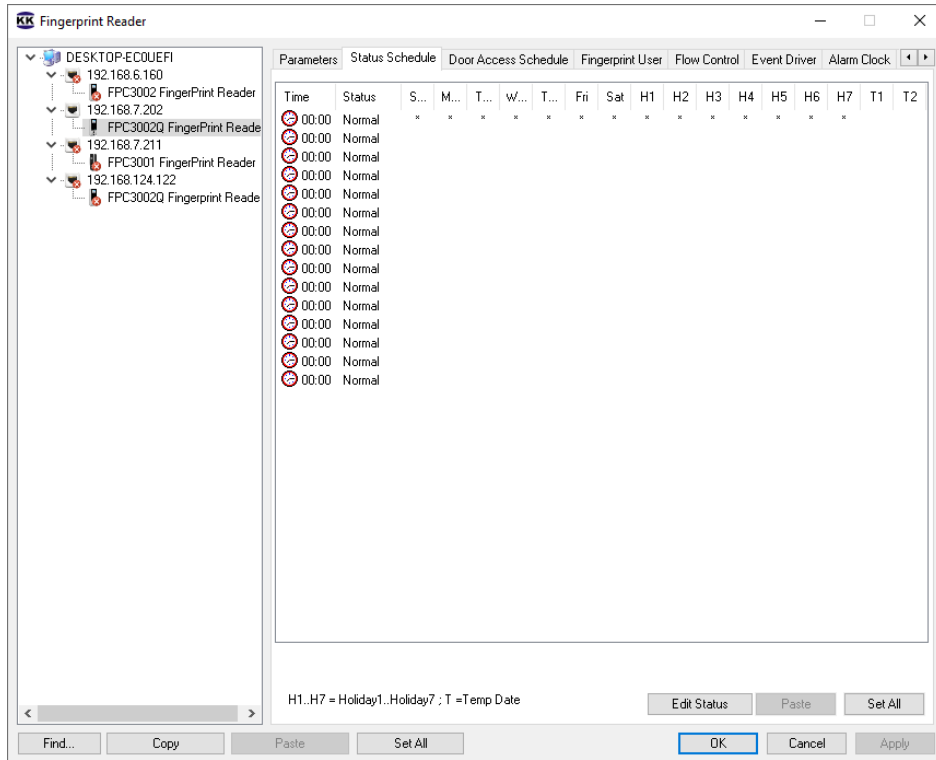 KK Fingerprint Reader
DESKTOP-EC0UEFI
192.168.6.160
FPC3002 FingerPrint Reader
192.168.7.202
FPC3002Q FingerPrint Reade
192.168.7.211
FPC3001 FingerPrint Reader
192.168.124.122
FPC3002Q Fingerprint Reade
Parameters Status Schedule Door Access Schedule Fingerprint User Flow Control Event Driver Alarm Clock
Time Status S... M... T... W... T... Fri Sat H1 H2 H3 H4 H5 H6 H7 T1 T2
00:00 Normal * * * * * * * * * * * * * *
00:00 Normal
00:00 Normal
00:00 Normal
00:00 Normal
00:00 Normal
00:00 Normal
00:00 Normal
00:00 Normal
00:00 Normal
00:00 Normal
00:00 Normal
00:00 Normal
00:00 Normal
00:00 Normal
H1..H7 = Holiday1..Holiday7 ; T =Temp Date
Edit Status Paste Set All
Find... Copy Paste Set All OK Cancel Apply